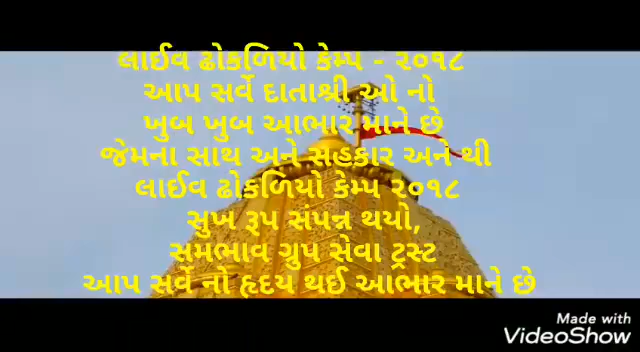 લાઈવ ઢોકળિયો કેમ્પ - ૨૦૧૮
આપ સર્વે દાતાશ્રી ઓ નો
ખુબ ખુબ આભાર માને છે
જેમના સાથ અને સહકાર અને થી
લાઈવ ઢોકળિયો કેમ્પ ૨૦૧૮
સુખ રૂપ સંપન્ન થયો,
સમભાવ ગ્રુપ સેવા ટ્રસ્ટ
આપ સર્વે નો હૃદય થઈ આભાર માને છે
Made with
VideoShow